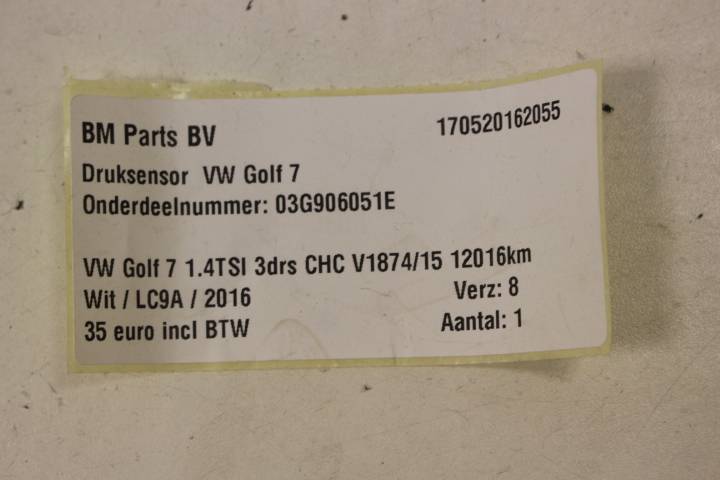 BM Parts BV 170520162055
Druksensor VW Golf 7
Onderdeelnummer: 03G906051E
VW Golf 7 1.4TSI 3drs CHC V1874/15 12016km
Wit / LC9A / 2016 Verz: 8
35 euro incl BTW Aantal: 1